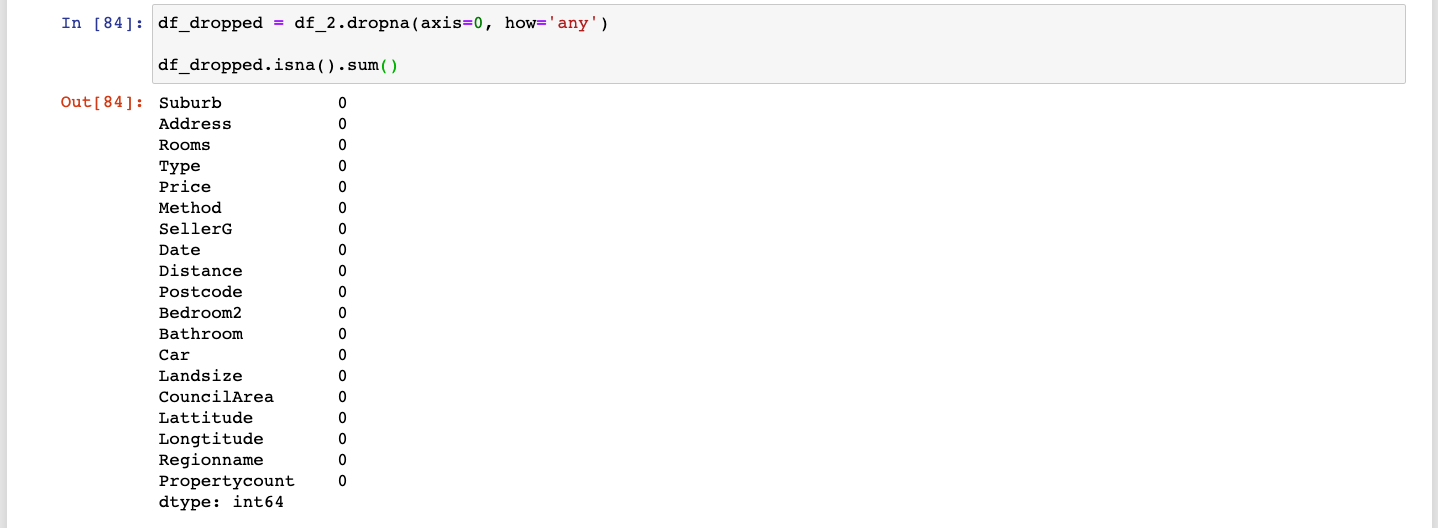 In [84]: df_dropped = df_2.dropna(axis=0, how='any')
df_dropped.isna().sum()
Out[84]: Suburb 0
Address 0
Rooms 0
Type 0
Price 0
Method 0
SellerG 0
Date 0
Distance 0
Postcode 0
Bedroom2 0
Bathroom 0
Car 0
Landsize 0
CouncilArea 0
Lattitude 0
Longtitude 0
Regionname 0
Propertycount 0
dtype: int64